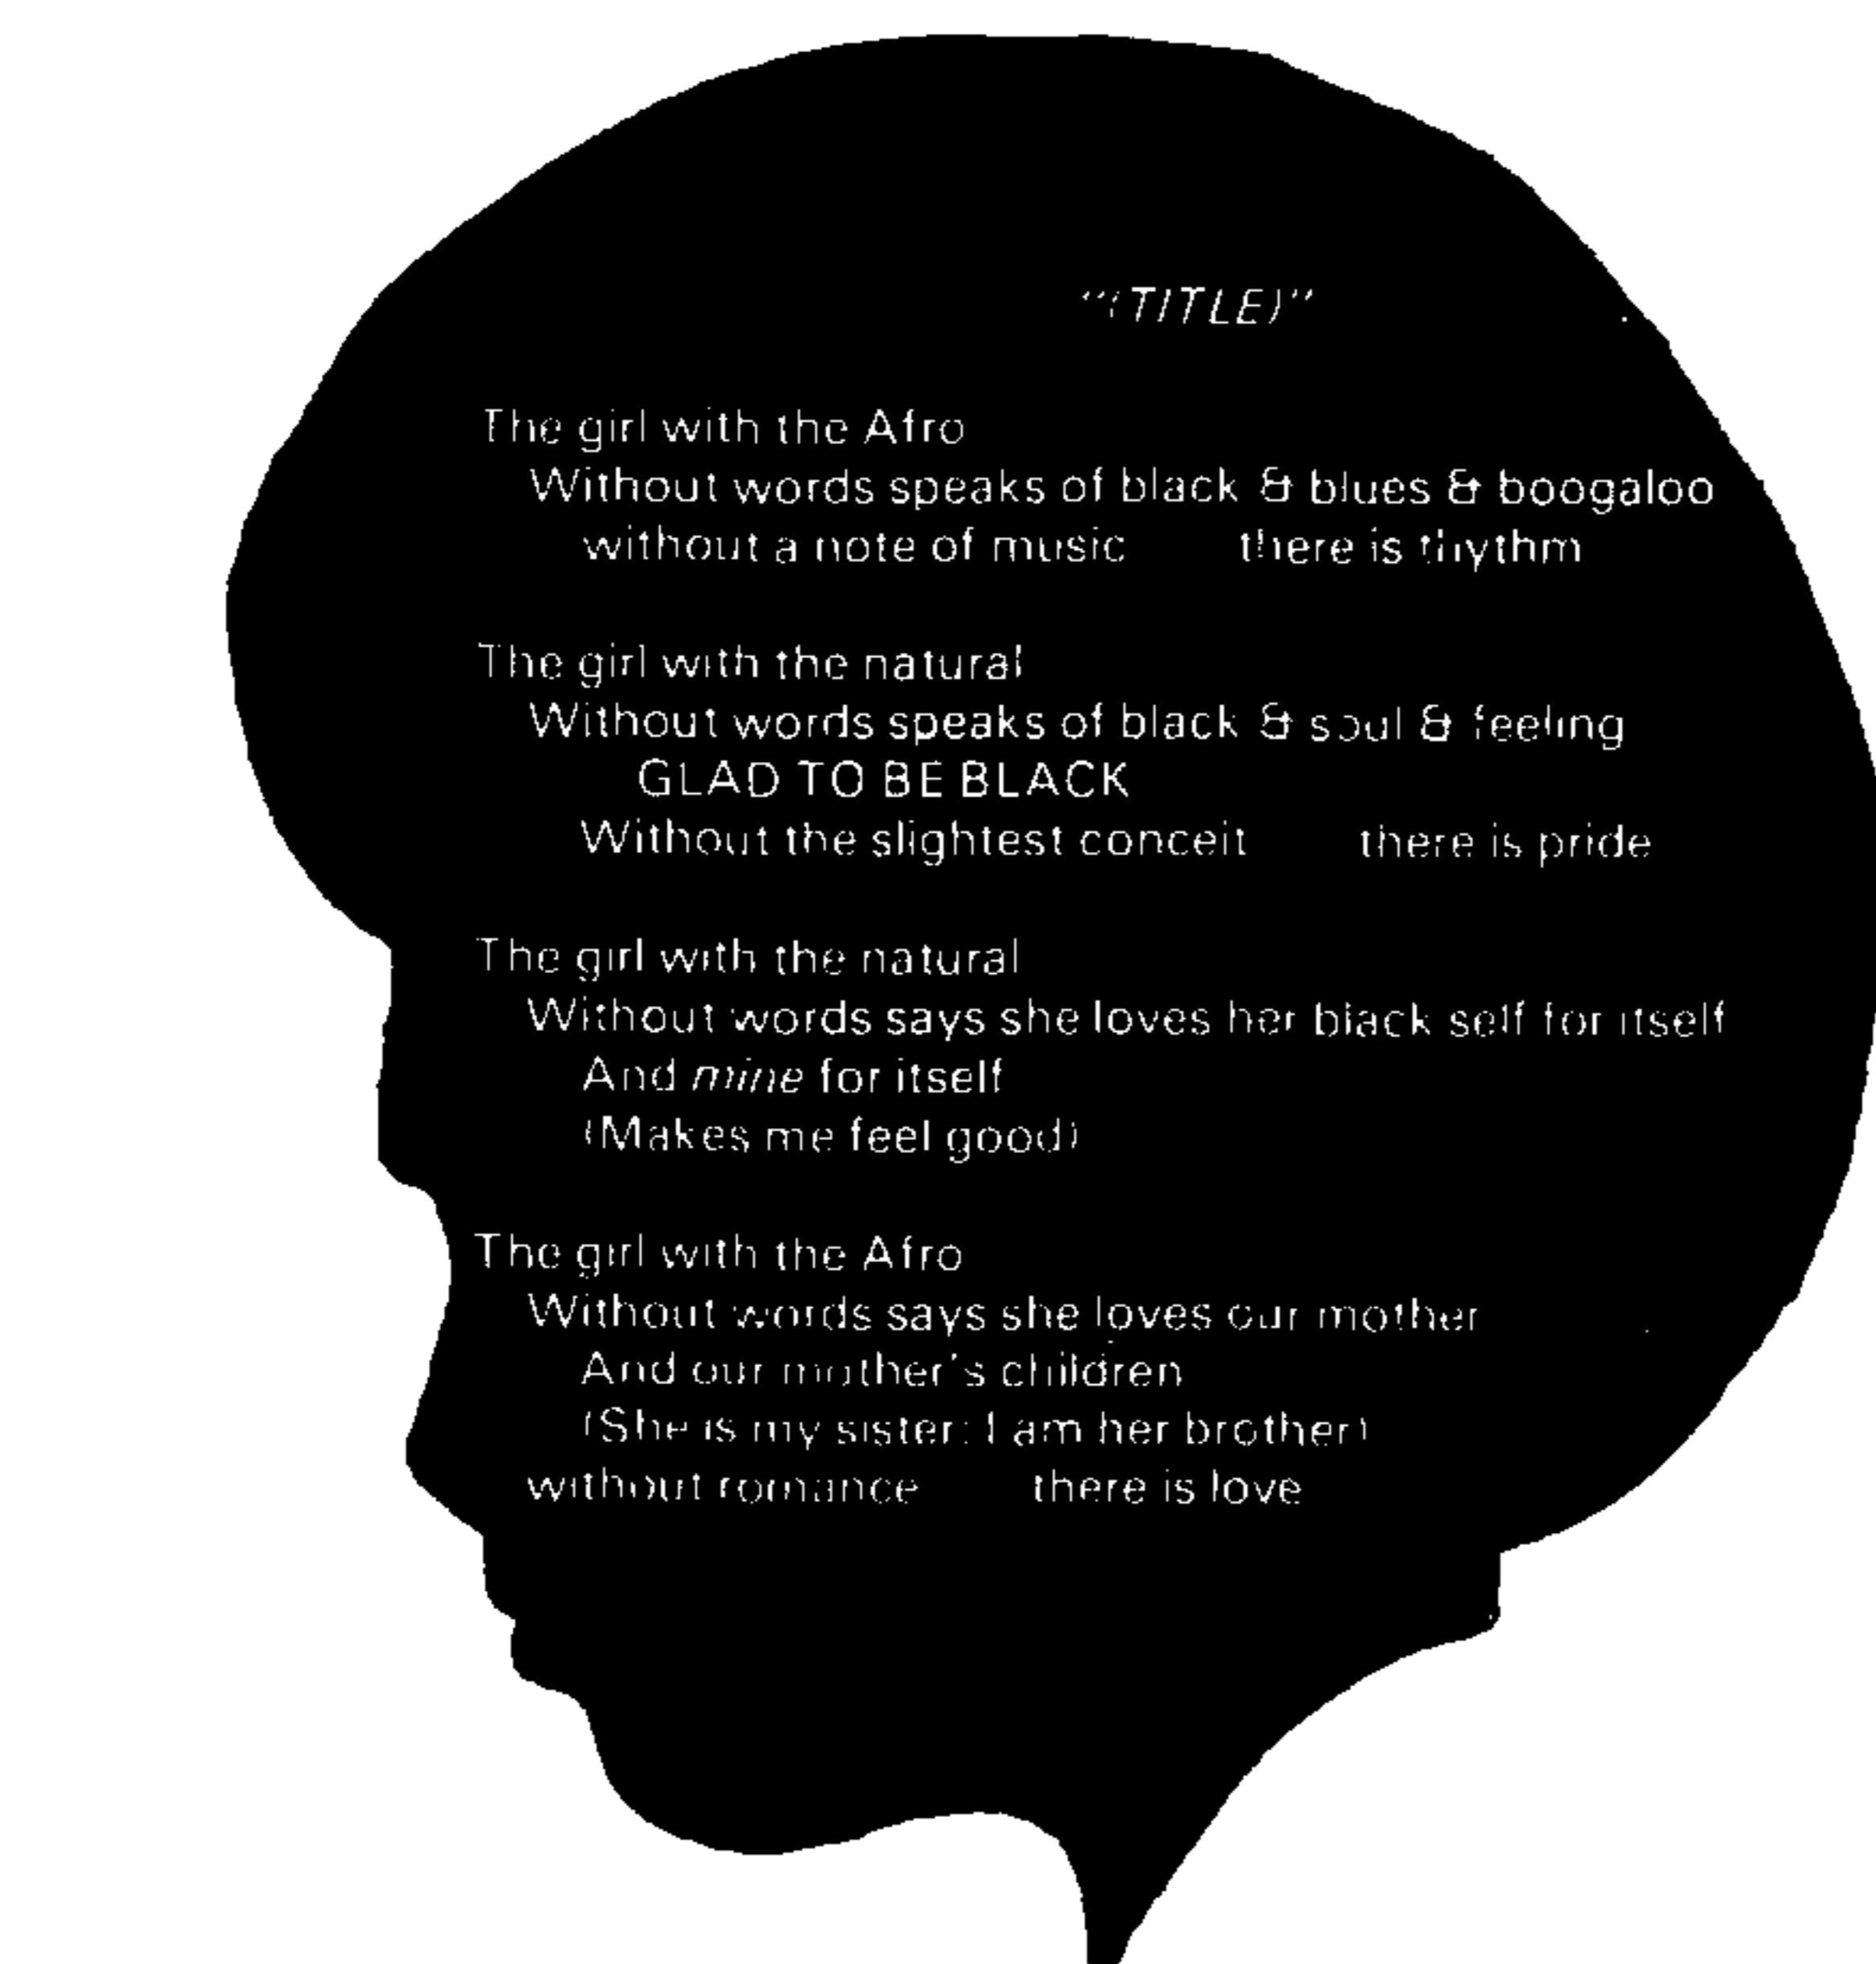 "(TITLE)"
The girl with the Afro
Without words speaks of black & blues & boogaloo
without a note of music there is rhythm
The girl with the natural
Without words speaks of black & soul & feeling
GLAD TO BE BLACK
Without the slightest conceit there is pride
The girl with the natural
Without words says she loves her black self for itself
And mine for itself
(Makes me feel good)
The girl with the Afro
Without words says she loves our mother
And our mother's children
(She is my sister: I am her brother)
without romance there is love